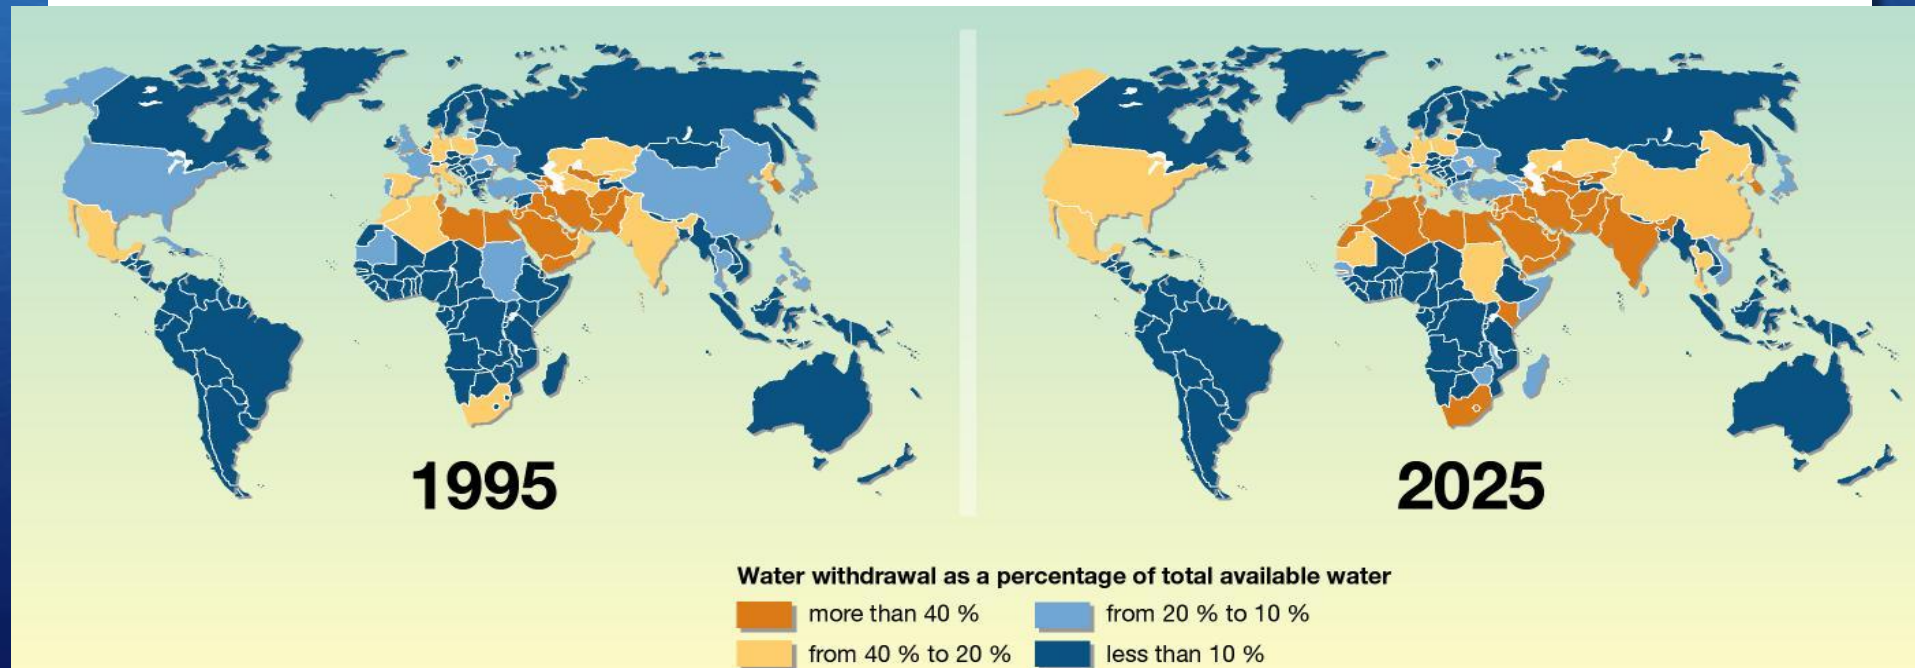 1995
2025
Water withdrawal as a percentage of total available water
more than 40 %
from 20 % to 10 %
from 40 % to 20 %
less than 10 %